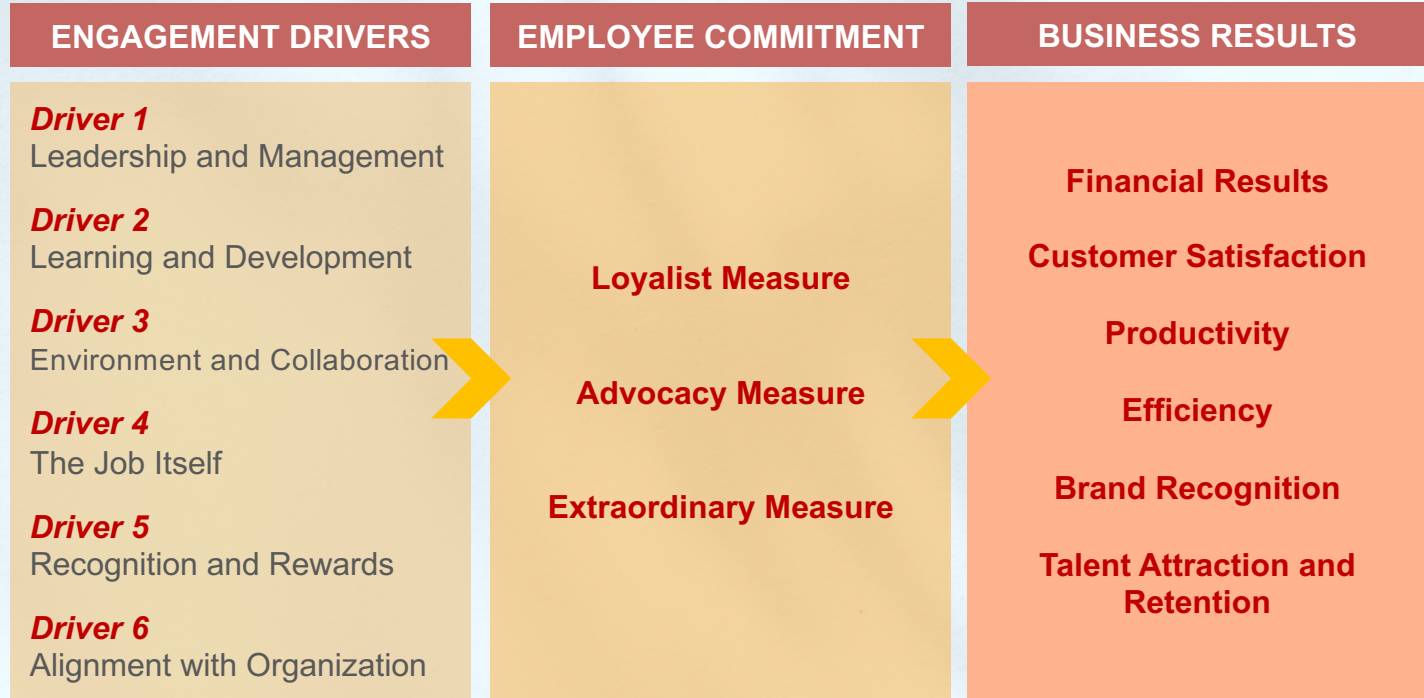 ENGAGEMENT DRIVERS
Driver 1
Leadership and Management
Driver 2
Learning and Development
Driver 3
Environment and Collaboration
Driver 4
The Job Itself
Driver 5
Recognition and Rewards
Driver 6
Alignment with Organization
EMPLOYEE COMMITMENT
Loyalist Measure
Advocacy Measure
Extraordinary Measure
BUSINESS RESULTS
Financial Results
Customer Satisfaction
Productivity
Efficiency
Brand Recognition
Talent Attraction and
Retention